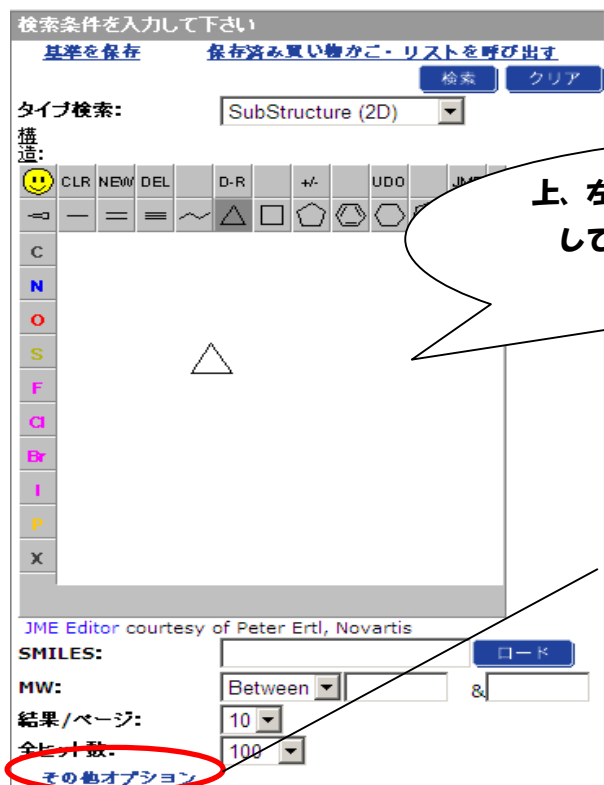 検索条件を入力して下さい
基準を保存 保存済み買い物かご・リストを呼び出す
検索 クリア
タイプ検索: SubStructure (2D)
構
造:
CLR NEW DEL D-R +/- UDO
上、左
して
C
N
O
S
F
Cl
Br
I
P
X
JME Editor courtesy of Peter Ertl, Novartis
SMILES: ロード
MW: Between &
結果/ページ: 10
全ヒット数: 100
その他オプション